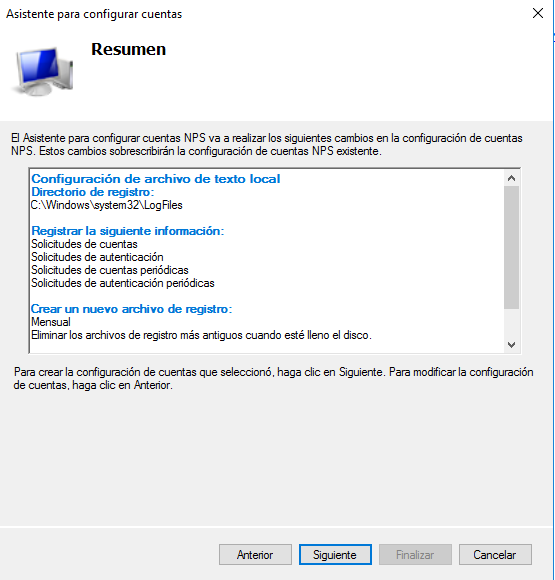 Asistente para configurar cuentas
Resumen
El Asistente para configurar cuentas NPS va a realizar los siguientes cambios en la configuración de cuentas
NPS. Estos cambios sobrescribirán la configuración de cuentas NPS existente.
Configuración de archivo de texto local
Directorio de registro:
C:\Windows\system32\LogFiles
Registrar la siguiente información:
Solicitudes de cuentas
Solicitudes de autenticación
Solicitudes de cuentas periódicas
Solicitudes de autenticación periódicas
Crear un nuevo archivo de registro:
Mensual
Eliminar los archivos de registro más antiguos cuando esté lleno el disco.
Para crear la configuración de cuentas que seleccionó, haga clic en Siguiente. Para modificar la configuración
de cuentas, haga clic en Anterior.
Anterior
Siguiente
Finalizar
Cancelar